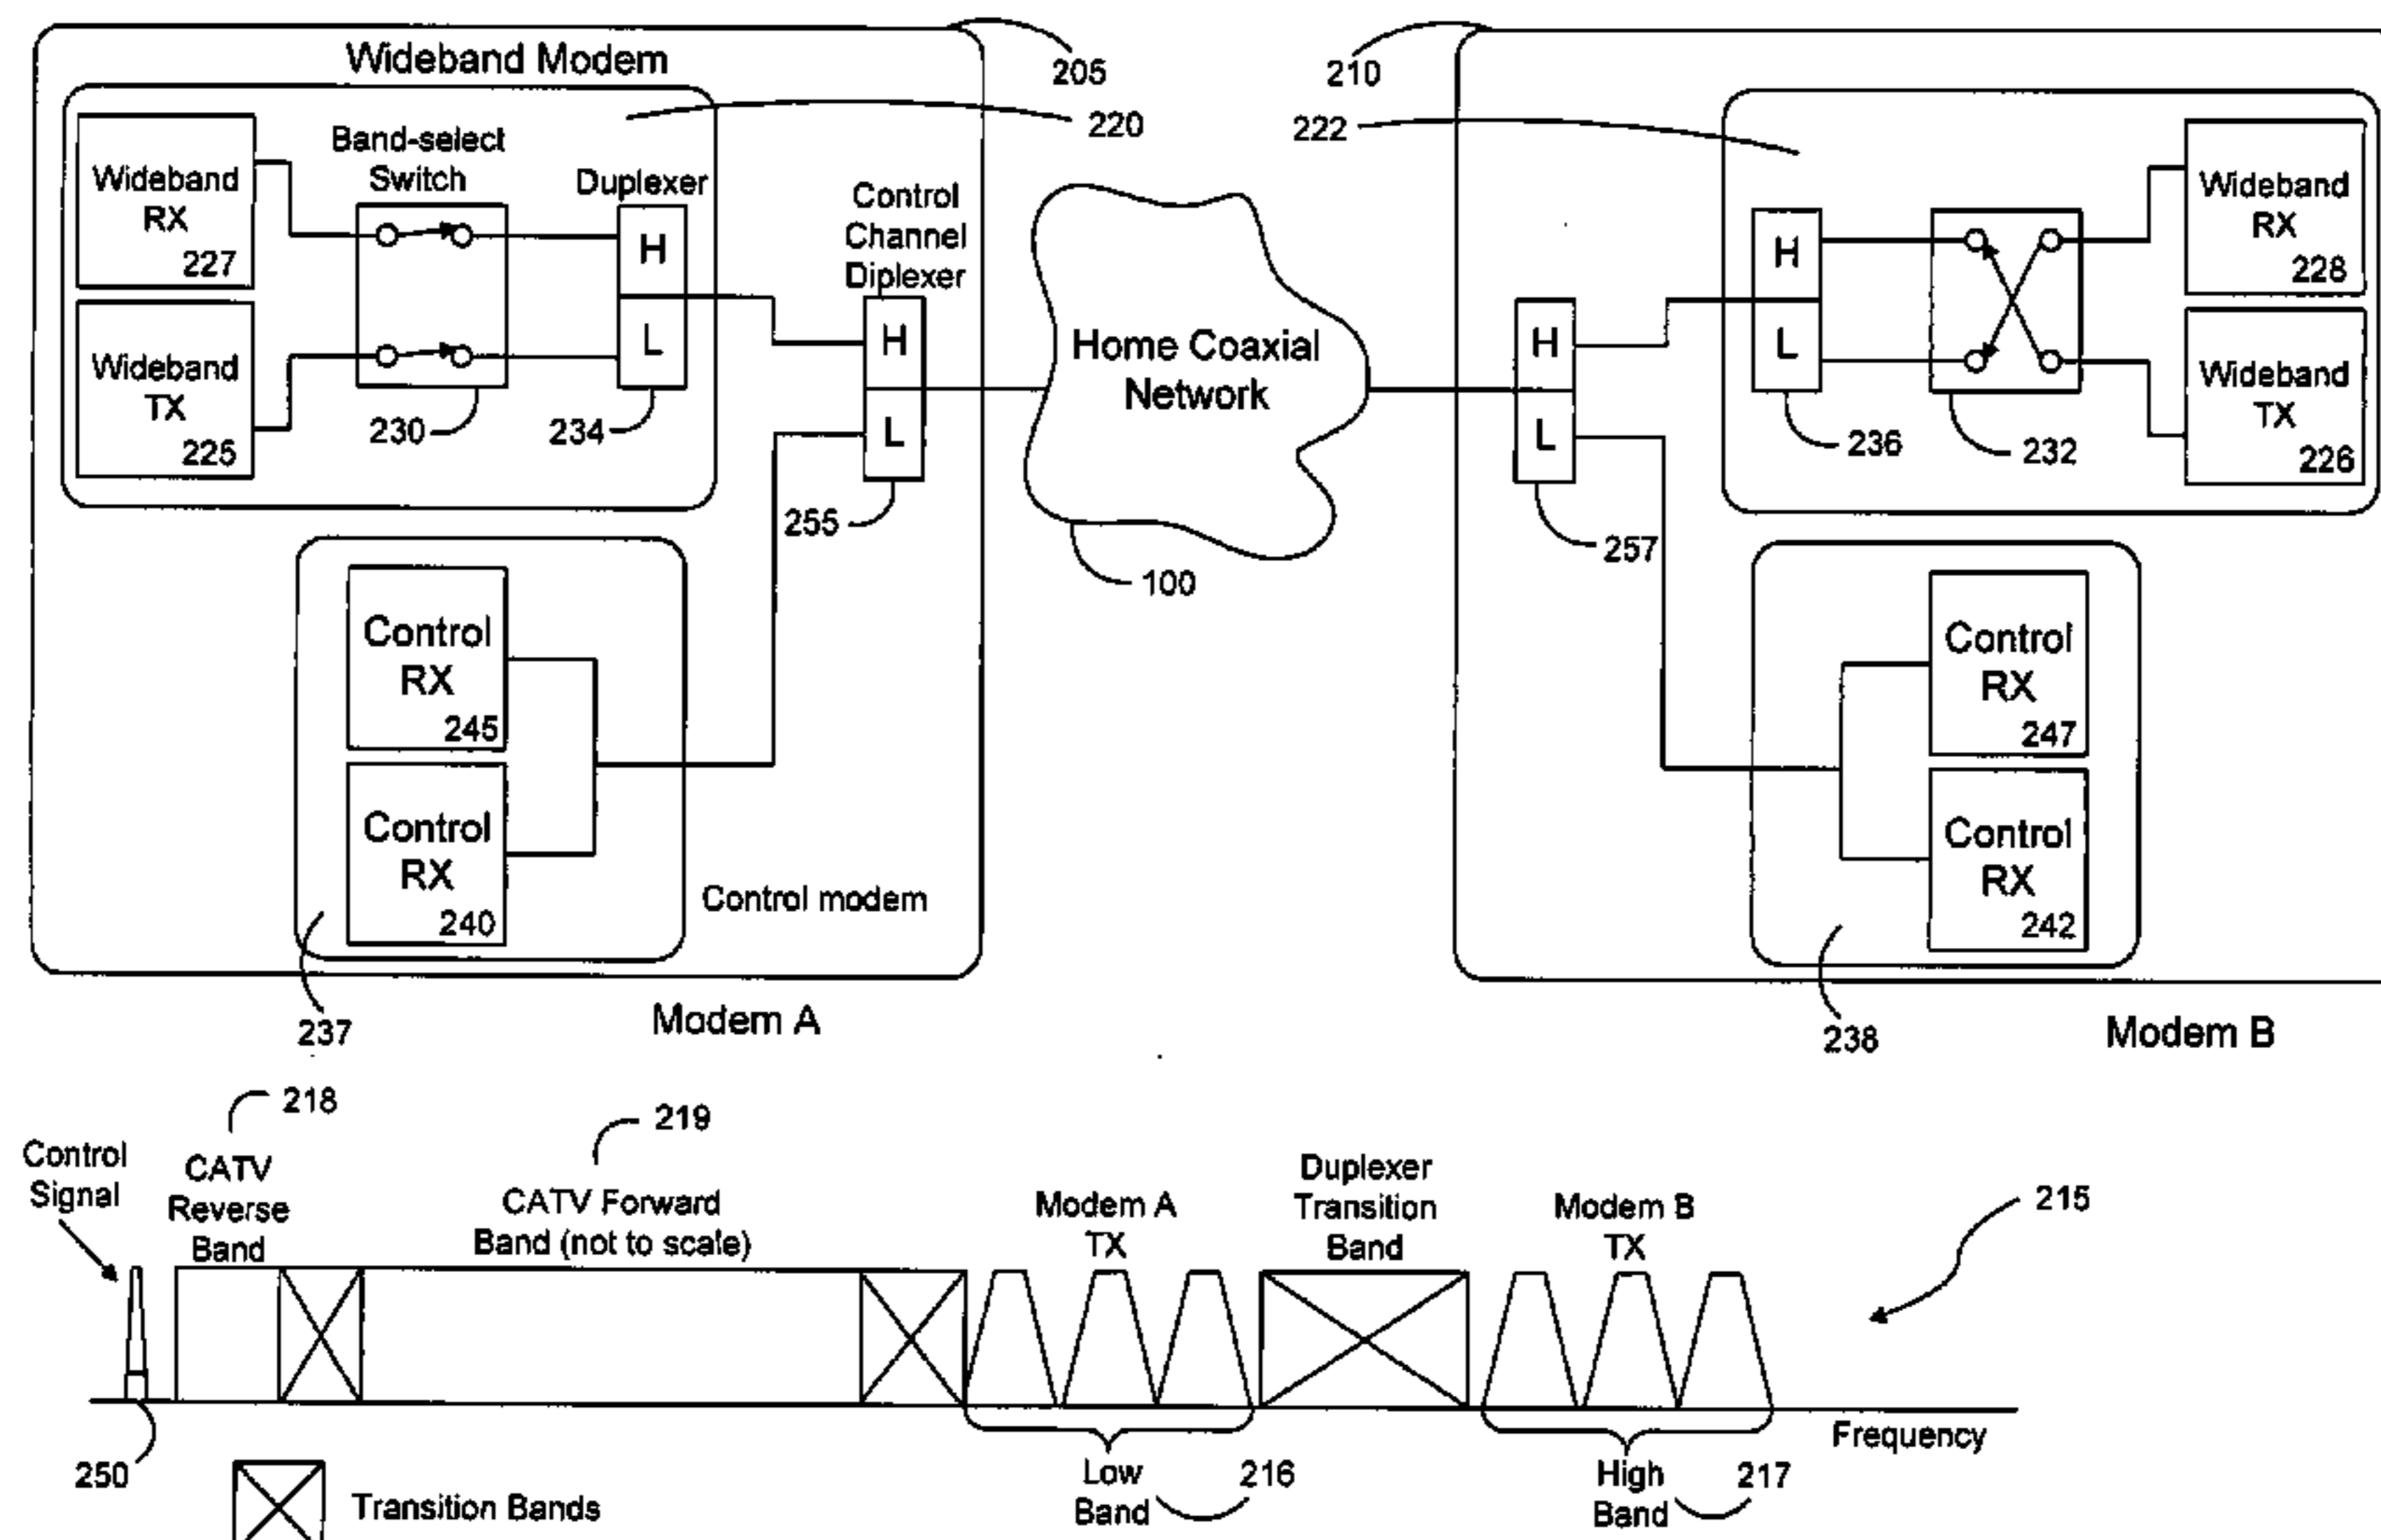 Wideband Modem
205
210
220
222
Wideband
RX
227
Band-select
Switch
Duplexer
Control
Channel
Diplexer
H
L
H
L
Wideband
TX
225
230
234
255
Home Coaxial
Network
100
H
L
257
H
L
236
232
Wideband
RX
228
Wideband
TX
226
Control
RX
245
Control
RX
240
Control modem
237
Modem A
Control
RX
247
Control
RX
242
238
Modem B
218
219
Control
Signal
CATV
Reverse
Band
CATV Forward
Band (not to scale)
Modem A
TX
Duplexer
Transition
Band
Modem B
TX
215
Frequency
250
Transition Bands
Low
Band
216
High
Band
217